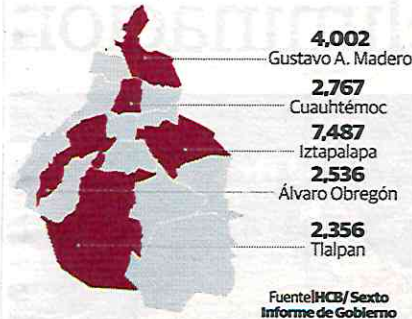 4,002
Gustavo A. Madero
2,767
Cuauhtémoc
7,487
Iztapalapa
2,536
Álvaro Obregón
2,356
Tlalpan
Fuente|HCB/Sexto
Informe de Gobierno